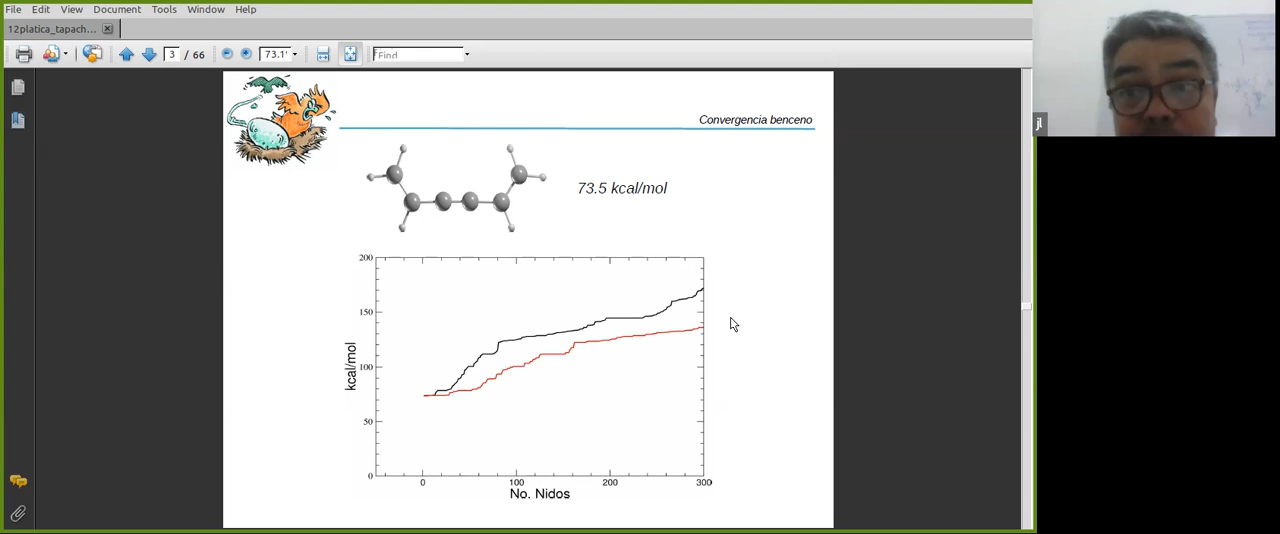 File Edit View Document Tools Window Help
12platica_tapach...
3 / 66 73.1% Find
Convergencia benceno
73.5 kcal/mol
200
150
100
50
0
kcal/mol
0 100 200 300
No. Nidos
jl